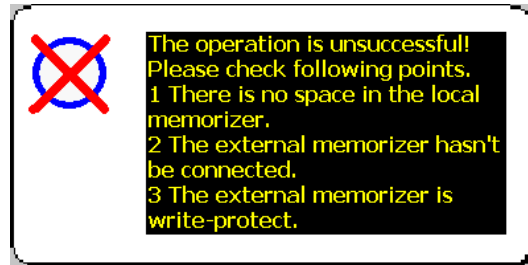 The operation is unsuccessful!
Please check following points.
1 There is no space in the local
memorizer.
2 The external memorizer hasn't
be connected.
3 The external memorizer is
write-protect.